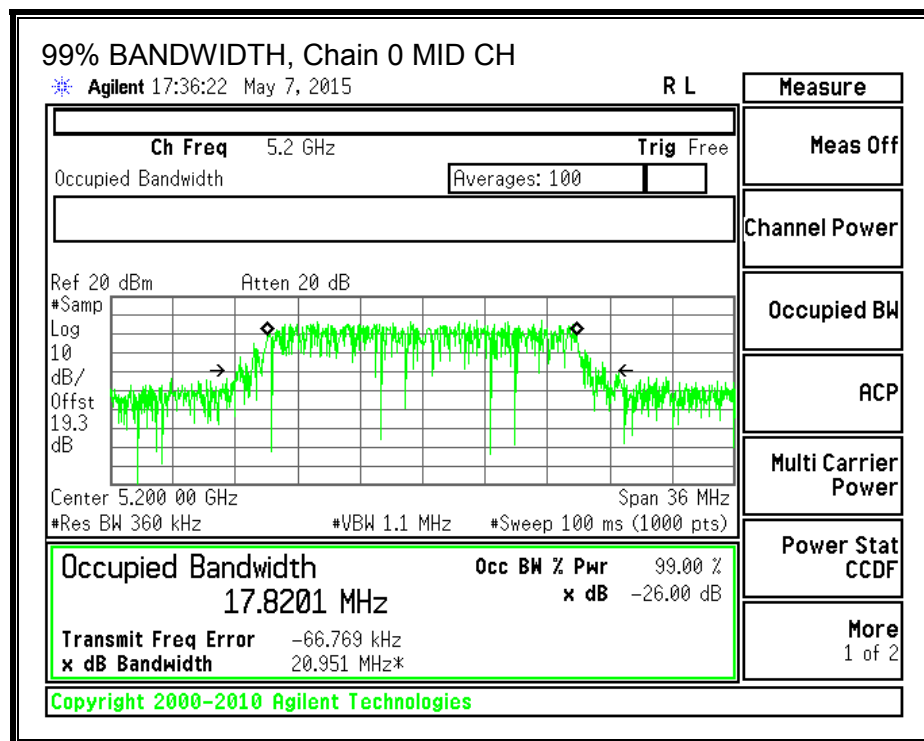 99% BANDWIDTH, Chain 0 MID CH
Agilent 17:36:22 May 7, 2015 R L
Measure
Ch Freq 5.2 GHz Trig Free
Meas Off
Occupied Bandwidth Averages: 100
Channel Power
Ref 20 dBm Atten 20 dB
#Samp
Log
10
dB/
Offst
19.3
dB
Occupied BW
ACP
Multi Carrier
Power
Center 5.200 00 GHz Span 36 MHz
#Res BW 360 kHz #VBW 1.1 MHz #Sweep 100 ms (1000 pts)
Power Stat
CCDF
Occupied Bandwidth Occ BW % Pwr 99.00 %
17.8201 MHz x dB -26.00 dB
Transmit Freq Error -66.769 kHz
x dB Bandwidth 20.951 MHz*
More
1 of 2
Copyright 2000-2010 Agilent Technologies